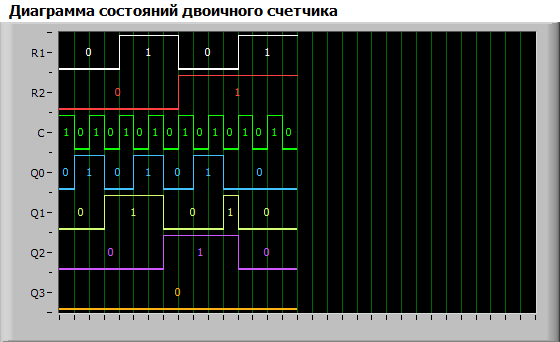 Диаграмма состояний двоичного счетчика
R1 0 1 0 1
R2 0 1
C 1 0 1 0 1 0 1 0 1 0 1 0 1 0 1 0
Q0 0 1 0 1 0 1 0
Q1 0 1 0 1 0
Q2 0 1 0
Q3 0